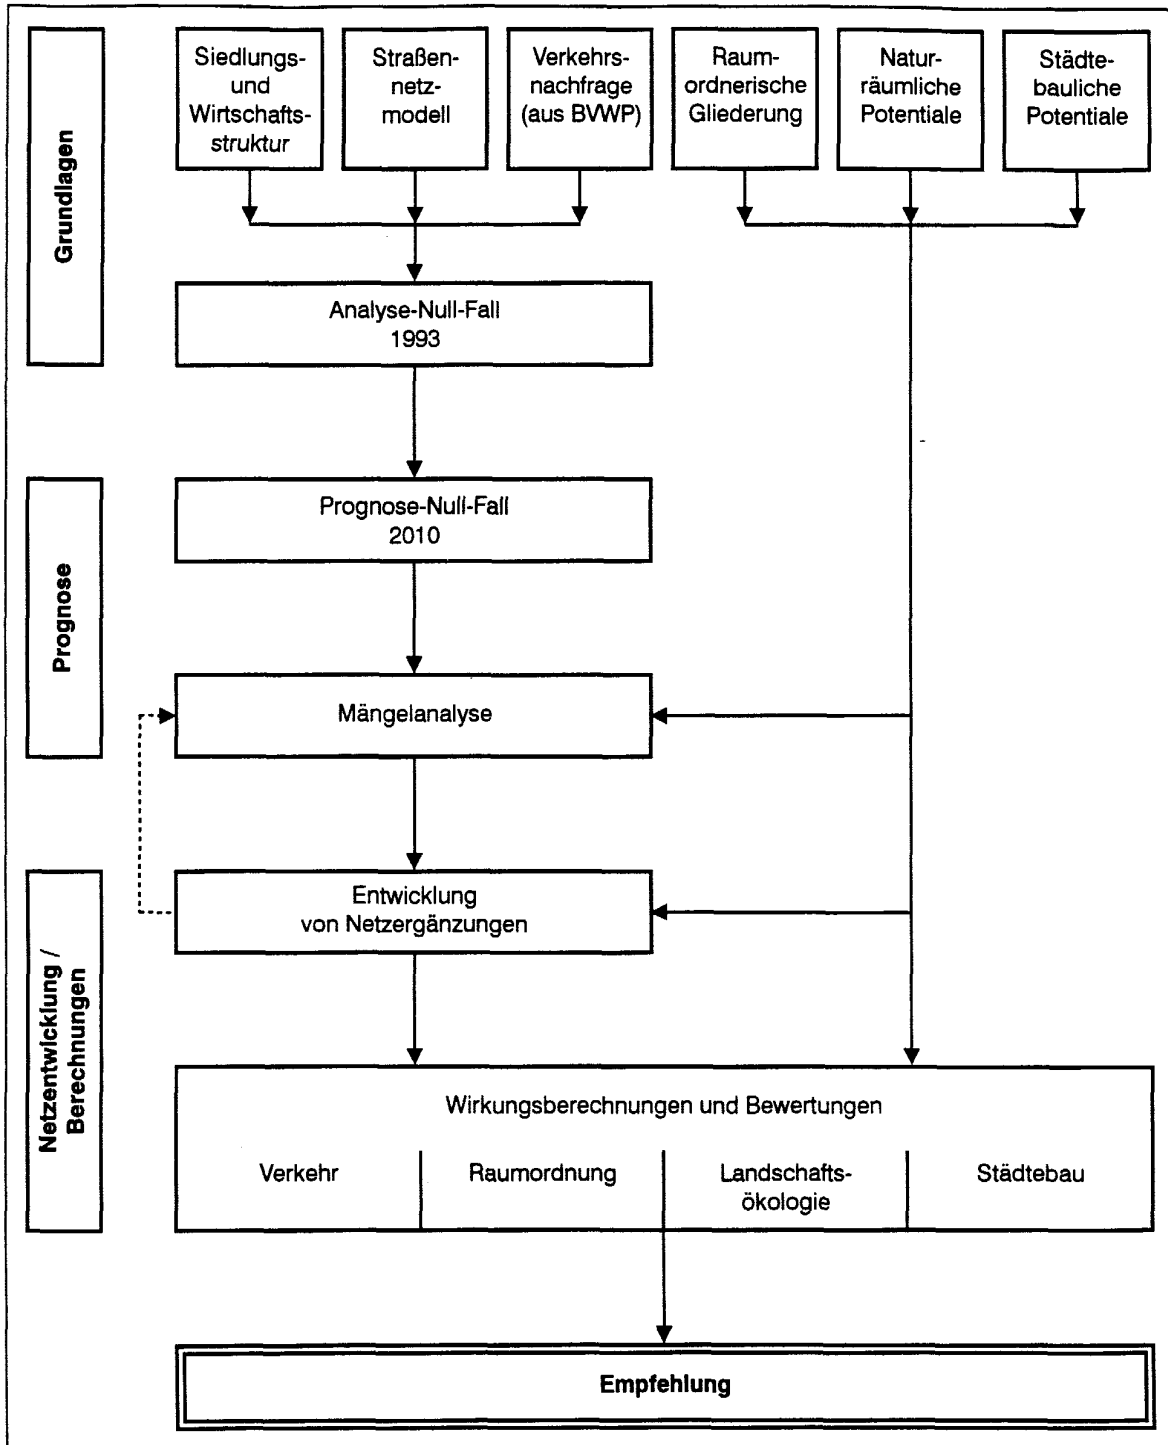 Siedlungs-
und
Wirtschafts-
struktur
Straßen-
netz-
modell
Verkehrs-
nachfrage
(aus BVWP)
Raum-
ordnerische
Gliederung
Natur-
räumliche
Potentiale
Städte-
bauliche
Potentiale
Grundlagen
Analyse-Null-Fall
1993
Prognose
Prognose-Null-Fall
2010
Mängelanalyse
Netzentwicklung /
Berechnungen
Entwicklung
von Netzergänzungen
Wirkungsberechnungen und Bewertungen
Verkehr
Raumordnung
Landschafts-
ökologie
Städtebau
Empfehlung